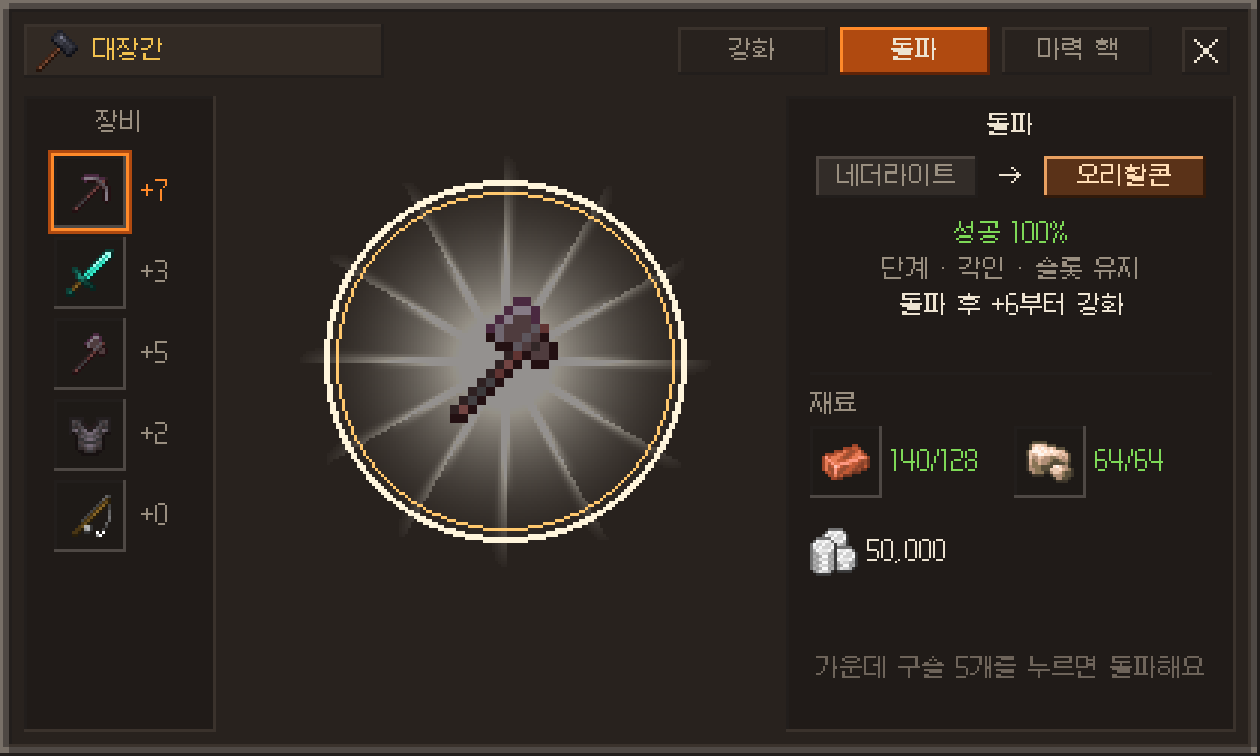 대장간
강화
돌파
마력 핵
장비
+7
+3
+5
+2
+0
돌파
네더라이트 → 오리할콘
성공 100%
단계 · 각인 · 슬롯 유지
돌파 후 +6부터 강화
재료
140/128
64/64
50,000
가운데 구슬 5개를 누르면 돌파해요